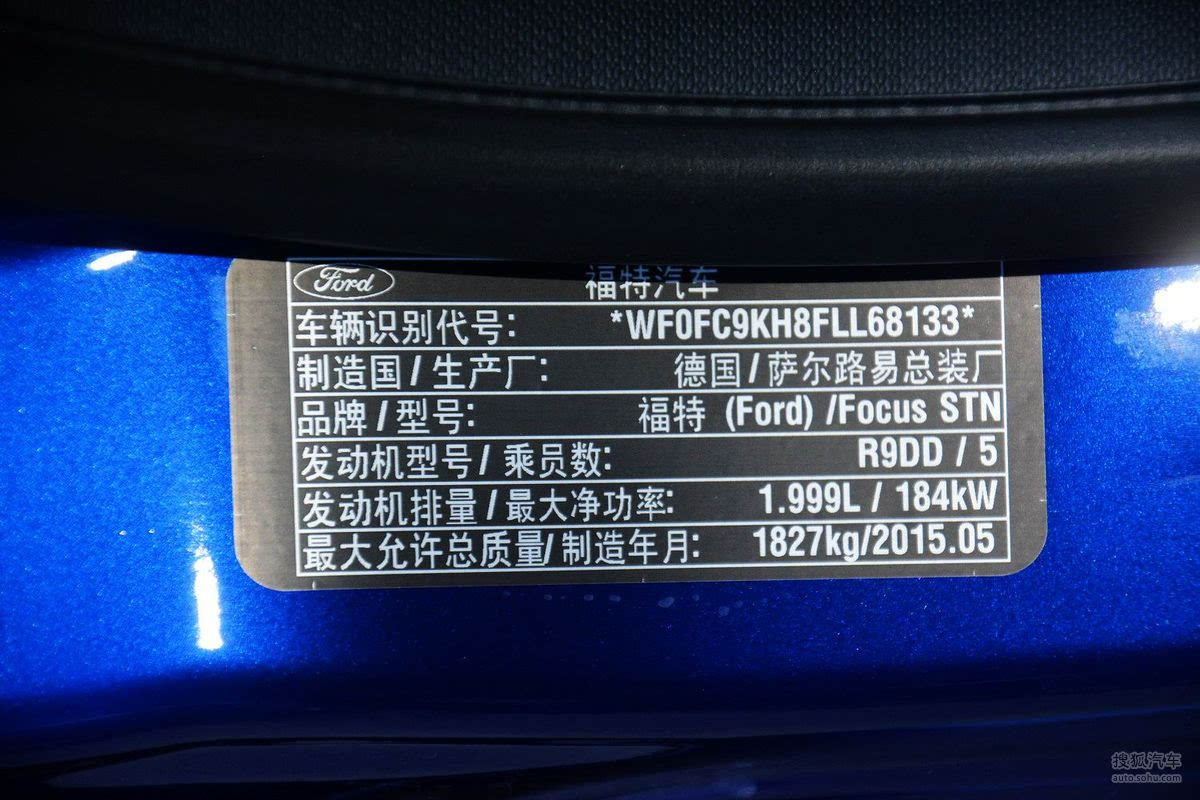 Ford 福特汽车
车辆识别代号: *WF0FC9KH8FLL68133*
制造国/生产厂: 德国/萨尔路易总装厂
品牌/型号: 福特 (Ford) /Focus STN
发动机型号/乘员数: R9DD / 5
发动机排量/最大净功率: 1.999L / 184kW
最大允许总质量/制造年月: 1827kg/2015.05
搜狐汽车
auto.sohu.com